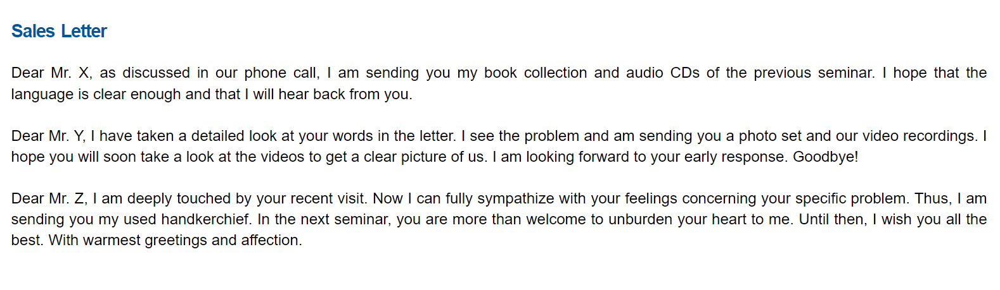 Sales Letter
Dear Mr. X, as discussed in our phone call, I am sending you my book collection and audio CDs of the previous seminar. I hope that the
language is clear enough and that I will hear back from you.
Dear Mr. Y, I have taken a detailed look at your words in the letter. I see the problem and am sending you a photo set and our video recordings. I
hope you will soon take a look at the videos to get a clear picture of us. I am looking forward to your early response. Goodbye!
Dear Mr. Z, I am deeply touched by your recent visit. Now I can fully sympathize with your feelings concerning your specific problem. Thus, I am
sending you my used handkerchief. In the next seminar, you are more than welcome to unburden your heart to me. Until then, I wish you all the
best. With warmest greetings and affection.